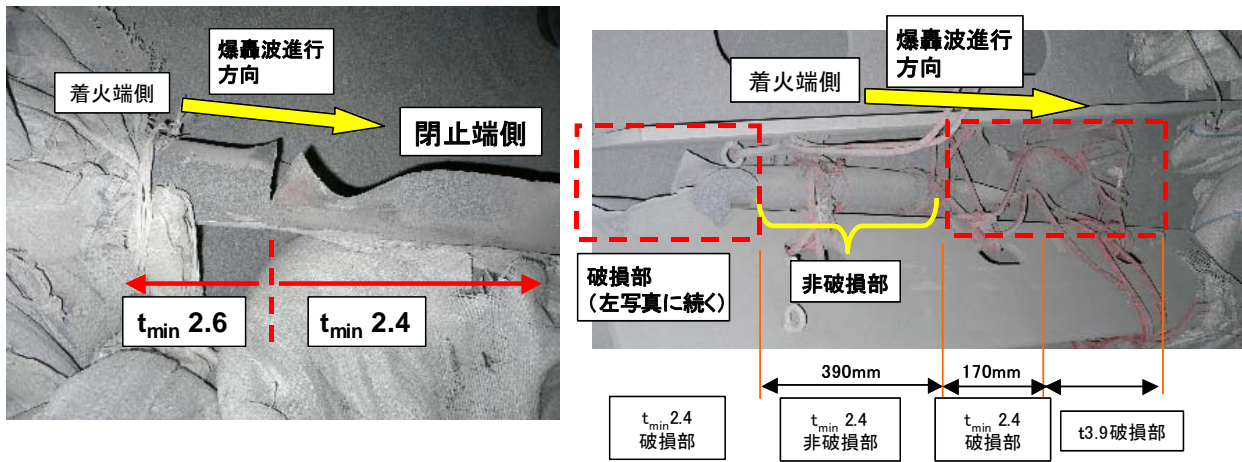 爆轟波進行
方向
着火端側
閉止端側
tmin 2.6
tmin 2.4
爆轟波進行
方向
着火端側
破損部
(左写真に続く)
非破損部
390mm
170mm
tmin 2.4
破損部
tmin 2.4
非破損部
tmin 2.4
破損部
t3.9破損部